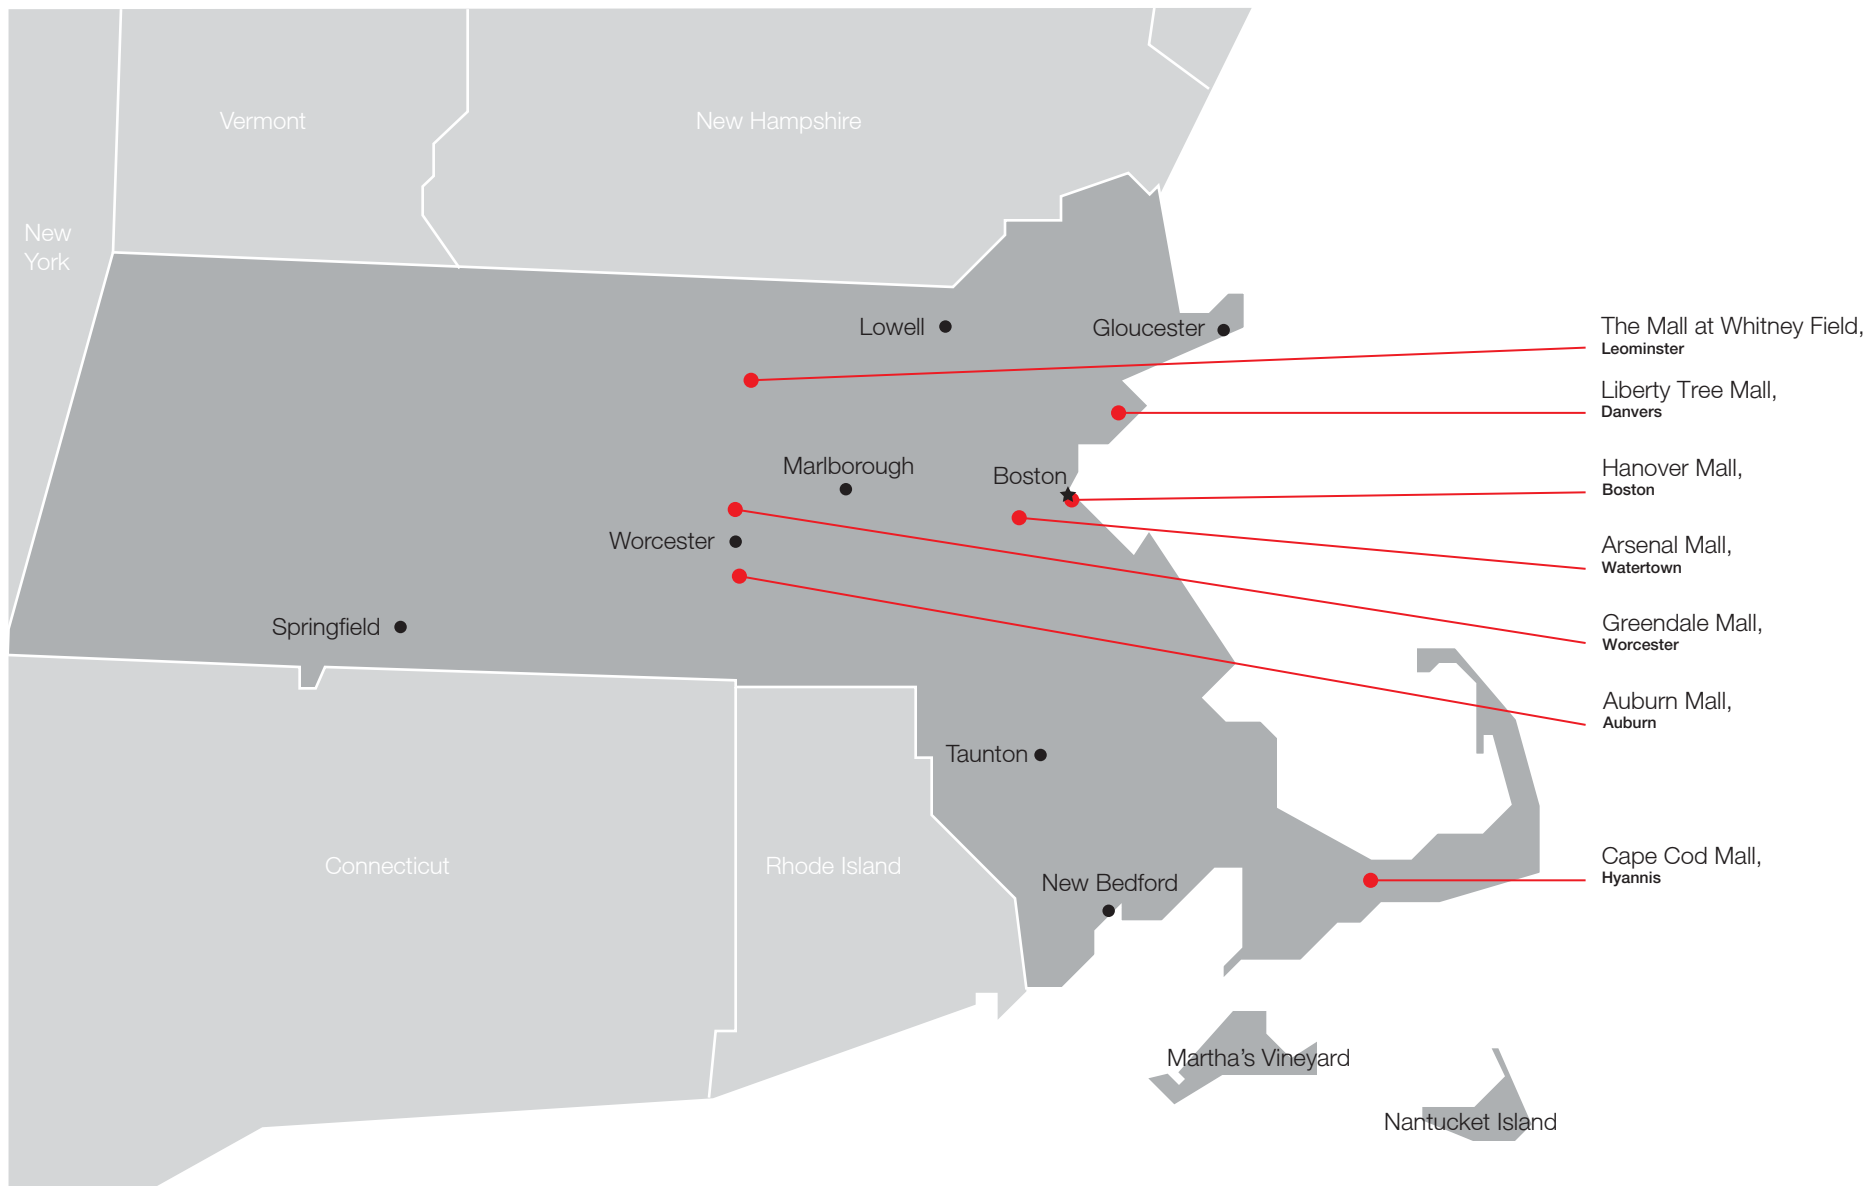 Vermont
New Hampshire
New
York
Lowell
Gloucester
The Mall at Whitney Field,
Leominster
Liberty Tree Mall,
Danvers
Marlborough
Boston
Hanover Mall,
Boston
Worcester
Arsenal Mall,
Watertown
Springfield
Greendale Mall,
Worcester
Auburn Mall,
Auburn
Taunton
Connecticut
Rhode Island
New Bedford
Cape Cod Mall,
Hyannis
Martha's Vineyard
Nantucket Island